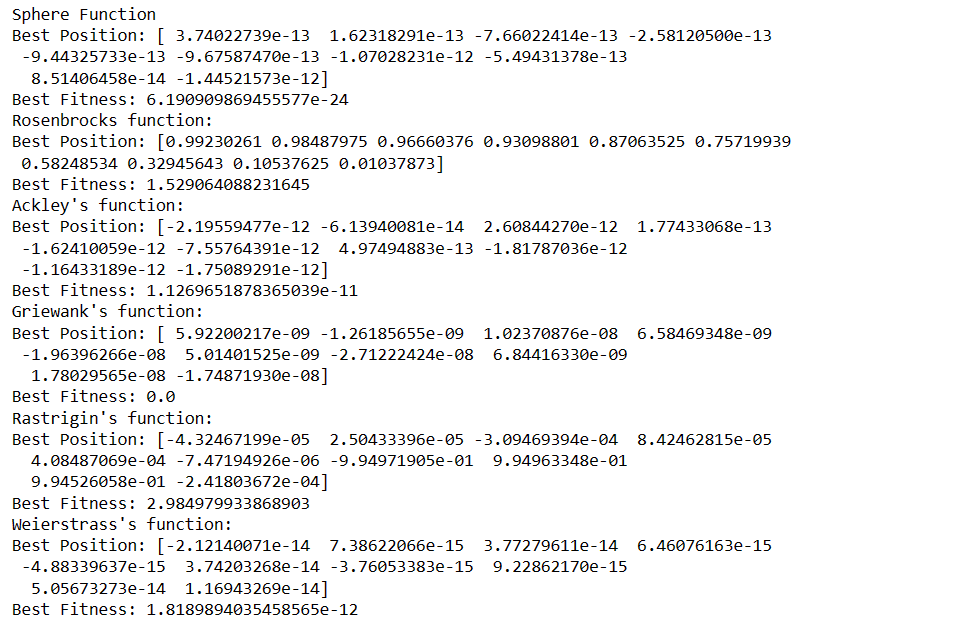 Sphere Function
Best Position: [ 3.74022739e-13  1.62318291e-13 -7.66022414e-13 -2.58120500e-13
 -9.44325733e-13 -9.67587470e-13 -1.07028231e-12 -5.49431378e-13
  8.51406458e-14 -1.44521573e-12]
Best Fitness: 6.190909869455577e-24
Rosenbrocks function:
Best Position: [0.99230261 0.98487975 0.96660376 0.93098801 0.87063525 0.75719939
 0.58248534 0.32945643 0.10537625 0.01037873]
Best Fitness: 1.529064088231645
Ackley's function:
Best Position: [-2.19559477e-12 -6.13940081e-14  2.60844270e-12  1.77433068e-13
 -1.62410059e-12 -7.55764391e-12  4.97494883e-13 -1.81787036e-12
 -1.16433189e-12 -1.75089291e-12]
Best Fitness: 1.1269651878365039e-11
Griewank's function:
Best Position: [ 5.92200217e-09 -1.26185655e-09  1.02370876e-08  6.58469348e-09
 -1.96396266e-08  5.01401525e-09 -2.71222424e-08  6.84416330e-09
  1.78029565e-08 -1.74871930e-08]
Best Fitness: 0.0
Rastrigin's function:
Best Position: [-4.32467199e-05  2.50433396e-05 -3.09469394e-04  8.42462815e-05
  4.08487069e-04 -7.47194926e-06 -9.94971905e-01  9.94963348e-01
  9.94526058e-01 -2.41803672e-04]
Best Fitness: 2.984979933868903
Weierstrass's function:
Best Position: [-2.12140071e-14  7.38622066e-15  3.77279611e-14  6.46076163e-15
 -4.88339637e-15  3.74203268e-14 -3.76053383e-15  9.22862170e-15
  5.05673273e-14  1.16943269e-14]
Best Fitness: 1.8189894035458565e-12